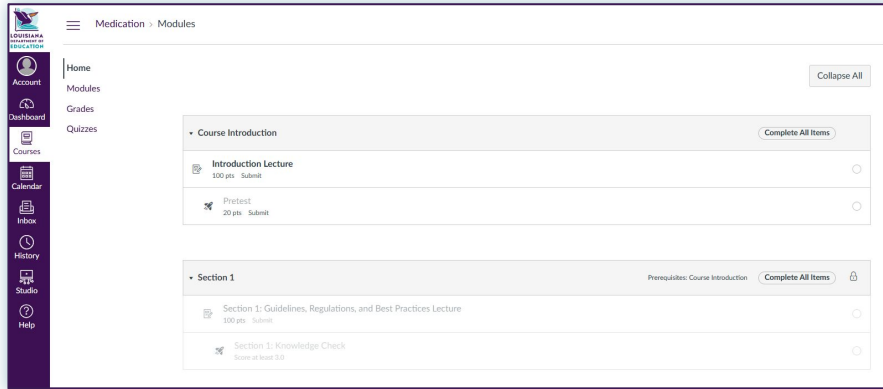 LOUISIANA
DEPARTMENT OF
EDUCATION
Account
Dashboard
Courses
Calendar
Inbox
History
Studio
Help
Medication > Modules
Home
Modules
Grades
Quizzes
Collapse All
Course Introduction Complete All Items
Introduction Lecture
100 pts Submit
Pretest
20 pts Submit
Section 1 Prerequisites: Course Introduction Complete All Items
Section 1: Guidelines, Regulations, and Best Practices Lecture
100 pts Submit
Section 1: Knowledge Check
Score at least 3.0